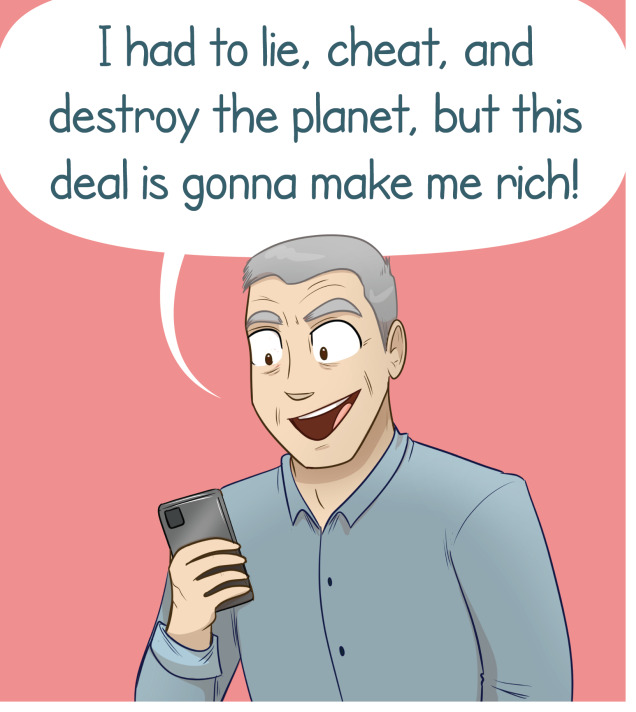 I had to lie, cheat, and
destroy the planet, but this
deal is gonna make me rich!